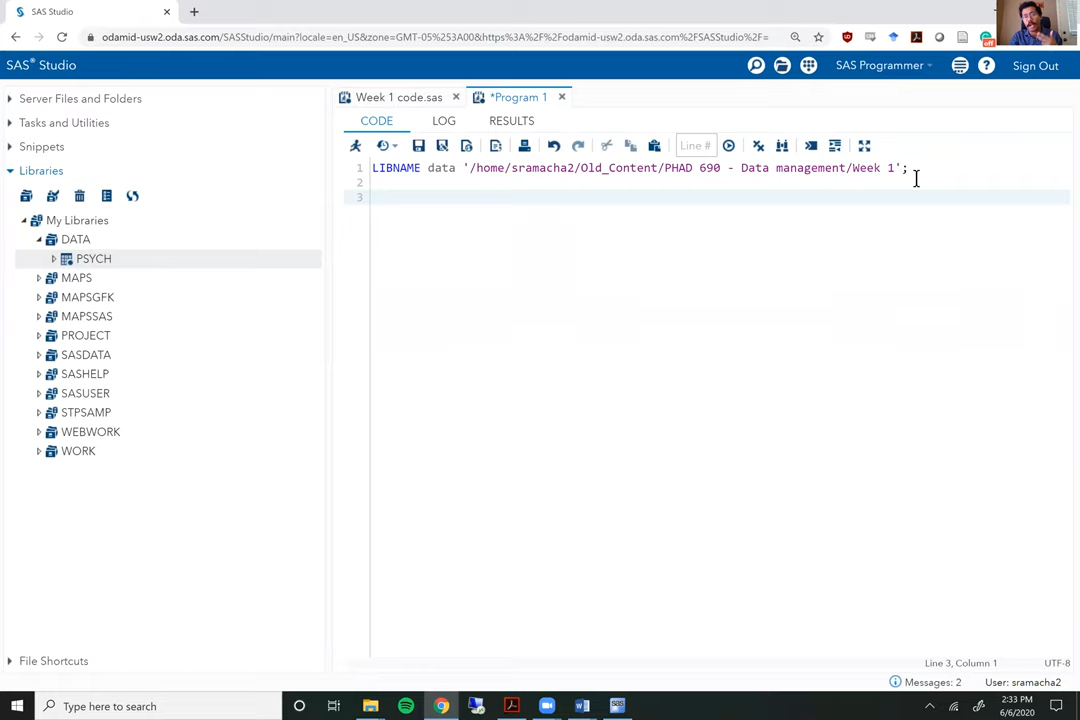 SAS Studio
odamid-usw2.oda.sas.com/SASStudio/main?locale=en_US&zone=GMT-05%253A00&https%3A%2F%2Fodamid-usw2.oda.sas.com%2FSASStudio%2F=
off
SAS® Studio
SAS Programmer
Sign Out
Server Files and Folders
Tasks and Utilities
Snippets
Libraries
My Libraries
DATA
PSYCH
MAPS
MAPSGFK
MAPSSAS
PROJECT
SASDATA
SASHELP
SASUSER
STPSAMP
WEBWORK
WORK
File Shortcuts
Week 1 code.sas
*Program 1
CODE
LOG
RESULTS
Line #
1 LIBNAME data '/home/sramacha2/Old_Content/PHAD 690 - Data management/Week 1';
2
3
Line 3, Column 1
UTF-8
Messages: 2
User: sramacha2
Type here to search
2:33 PM
6/6/2020